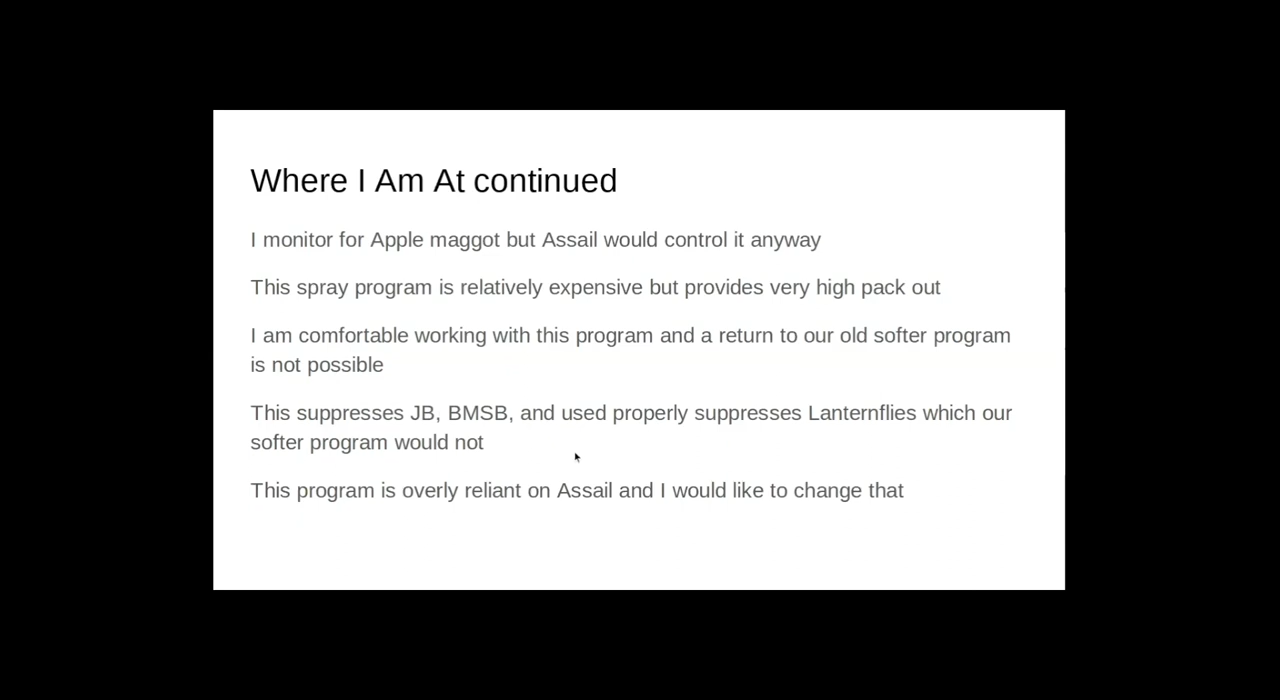 Where I Am At continued
I monitor for Apple maggot but Assail would control it anyway
This spray program is relatively expensive but provides very high pack out
I am comfortable working with this program and a return to our old softer program
is not possible
This suppresses JB, BMSB, and used properly suppresses Lanternflies which our
softer program would not
This program is overly reliant on Assail and I would like to change that